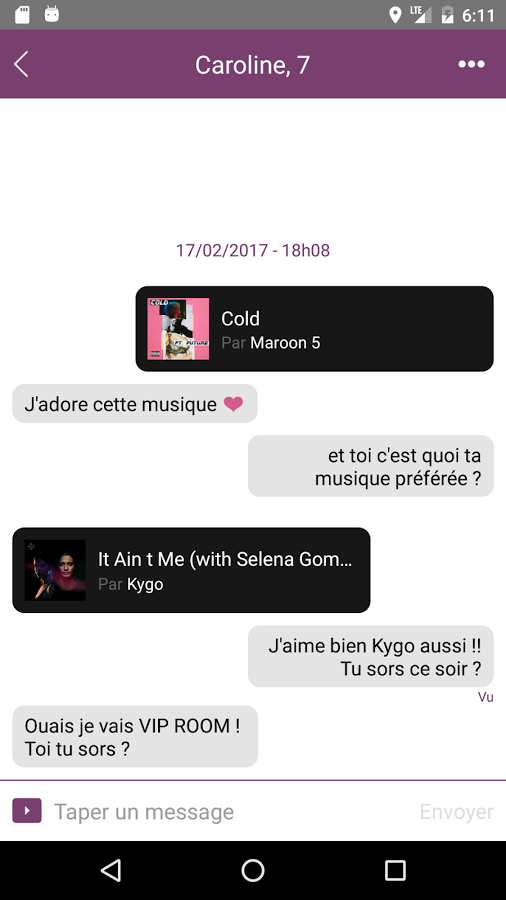 LTE 6:11
Caroline, 7
17/02/2017 - 18h08
COLD
FT. FUTURE
Cold
Par Maroon 5
J'adore cette musique
et toi c'est quoi ta
musique préférée ?
It Ain t Me (with Selena Gom...
Par Kygo
J'aime bien Kygo aussi !!
Tu sors ce soir ?
Vu
Ouais je vais VIP ROOM !
Toi tu sors ?
Taper un message Envoyer